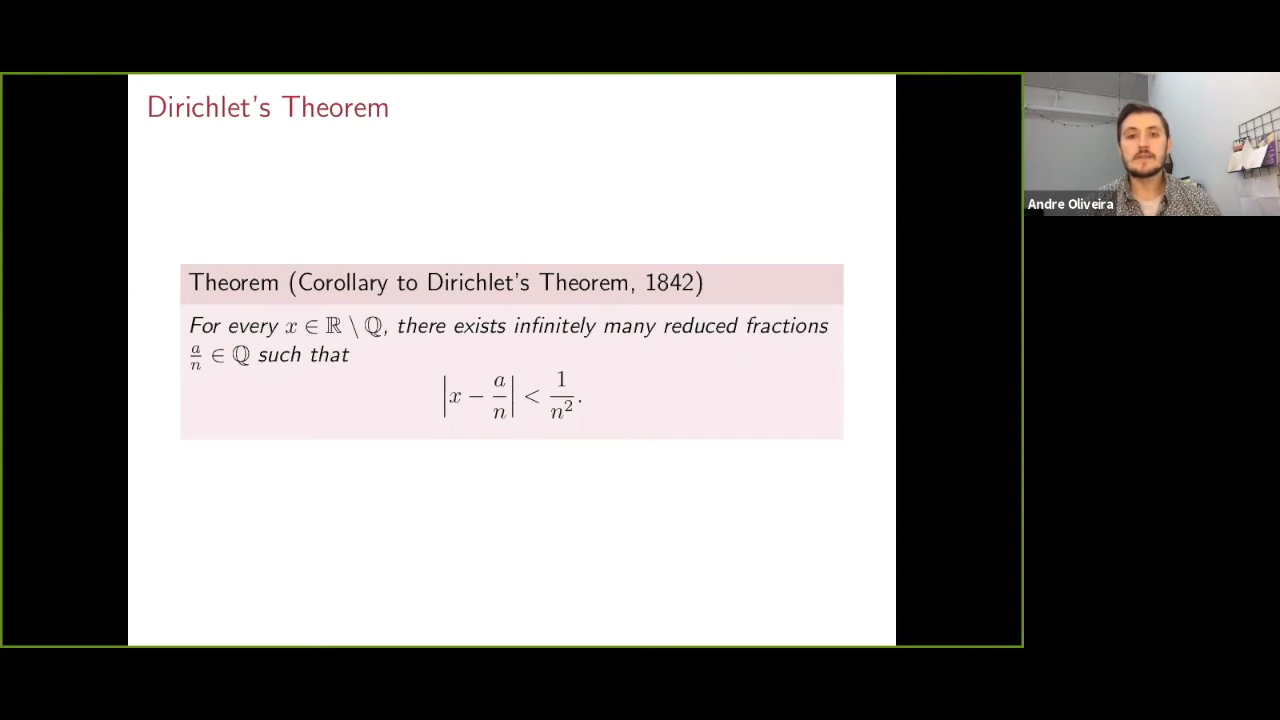 Dirichlet's Theorem
Andre Oliveira
Theorem (Corollary to Dirichlet's Theorem, 1842)
For every x ∈ ℝ \ ℚ, there exists infinitely many reduced fractions
a/n ∈ ℚ such that
|x − a/n| < 1/n².